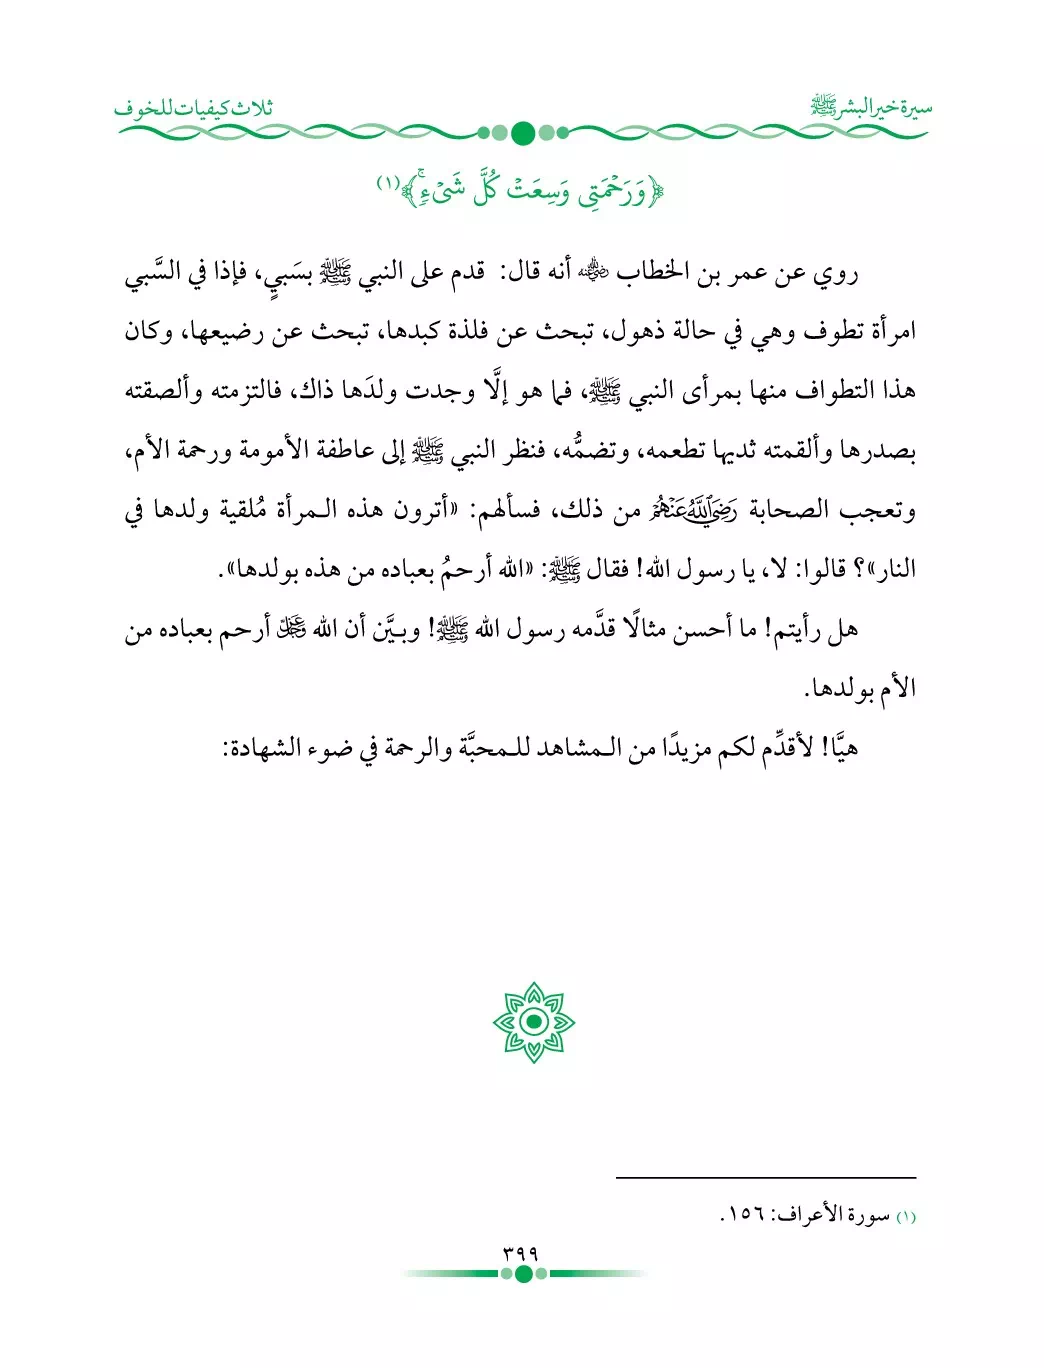 سيرة خير البشر ﷺ
ثلاث كيفيات للخوف
﴿وَرَحْمَتِي وَسِعَتْ كُلَّ شَيْءٍ ۚ﴾(١)
روي عن عمر بن الخطاب ؓ أنه قال: قدم على النبي ﷺ بسَبيٍ، فإذا في السَّبي
امرأة تطوف وهي في حالة ذهول، تبحث عن فلذة كبدها، تبحث عن رضيعها، وكان
هذا التطواف منها بمرأى النبي ﷺ، فما هو إلَّا وجدت ولدَها ذاك، فالتزمته وألصقته
بصدرها وألقمته ثديها تطعمه، وتضمُّه، فنظر النبي ﷺ إلى عاطفة الأمومة ورحمة الأم،
وتعجب الصحابة رَضِيَ اللَّهُ عَنْهُمْ من ذلك، فسألهم: «أترون هذه الـمرأة مُلقية ولدها في
النار»؟ قالوا: لا، يا رسول الله! فقال ﷺ: «الله أرحمُ بعباده من هذه بولدها».
هل رأيتم! ما أحسن مثالًا قدَّمه رسول الله ﷺ! وبيَّن أن الله ﷻ أرحم بعباده من
الأم بولدها.
هيَّا! لأقدِّم لكم مزيدًا من الـمشاهد للـمحبَّة والرحمة في ضوء الشهادة:
(١) سورة الأعراف: ١٥٦.
٣٩٩